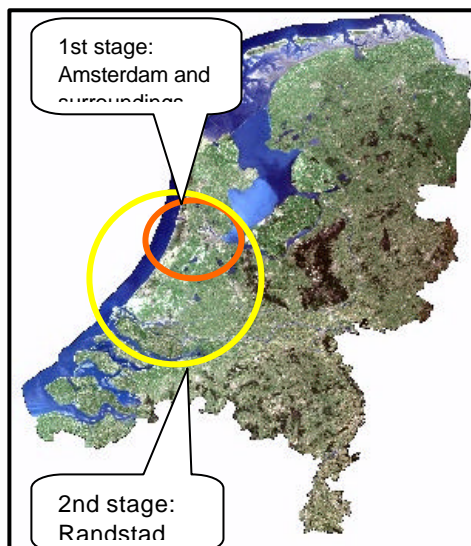 1st stage:
Amsterdam and
surroundings
2nd stage:
Randstad